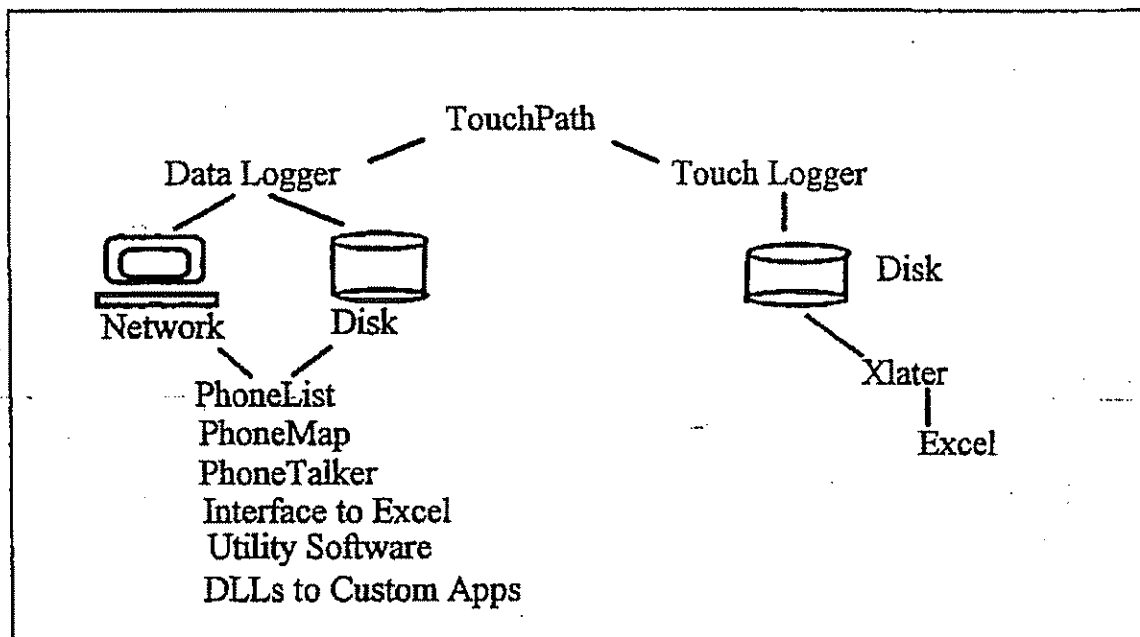 TouchPath
Data Logger
Touch Logger
Network
Disk
Disk
PhoneList
PhoneMap
PhoneTalker
Interface to Excel
Utility Software
DLLs to Custom Apps
Xlater
Excel